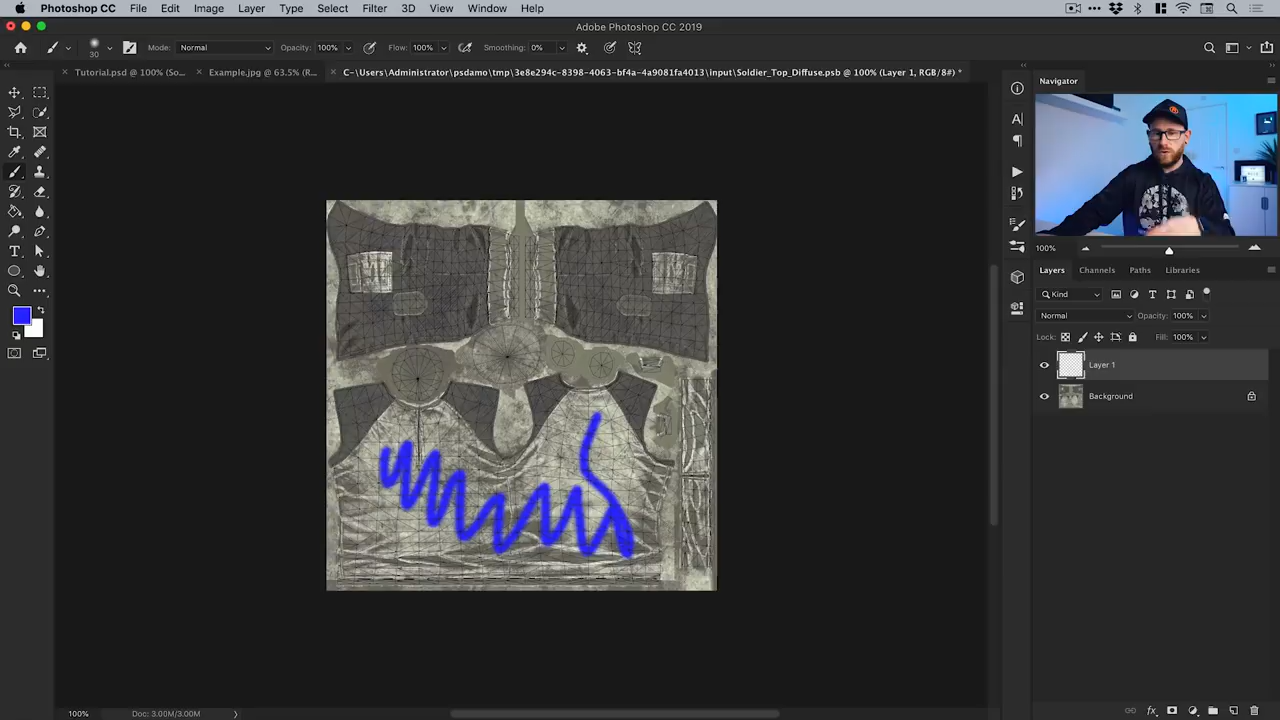 Photoshop CC File Edit Image Layer Type Select Filter 3D View Window Help
Adobe Photoshop CC 2019
30 Mode: Normal Opacity: 100% Flow: 100% Smoothing: 0%
Tutorial.psd @ 100% (So... Example.jpg @ 63.5% (R... C-\Users\Administrator\psdamo\tmp\3e8e294c-8398-4063-bf4a-4a9081fa4013\input\Soldier_Top_Diffuse.psb @ 100% (Layer 1, RGB/8#) *
Navigator
100%
Layers Channels Paths Libraries
Kind
Normal Opacity: 100%
Lock: Fill: 100%
Layer 1
Background
100% Doc: 3.00M/3.00M